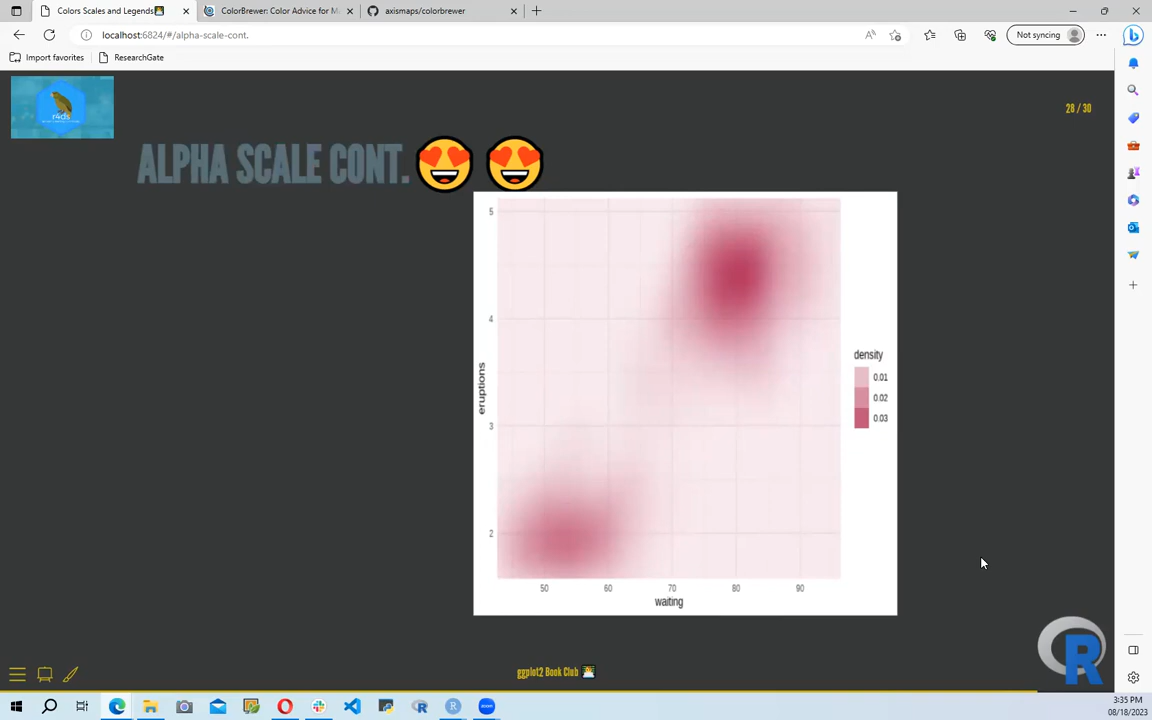 Colors Scales and Legends
ColorBrewer: Color Advice for M
axismaps/colorbrewer
localhost:6824/#/alpha-scale-cont.
Not syncing
Import favorites
ResearchGate
r4ds
28 / 30
ALPHA SCALE CONT.
5
4
3
2
eruptions
50 60 70 80 90
waiting
density
0.01
0.02
0.03
ggplot2 Book Club
R
3:35 PM
08/18/2023